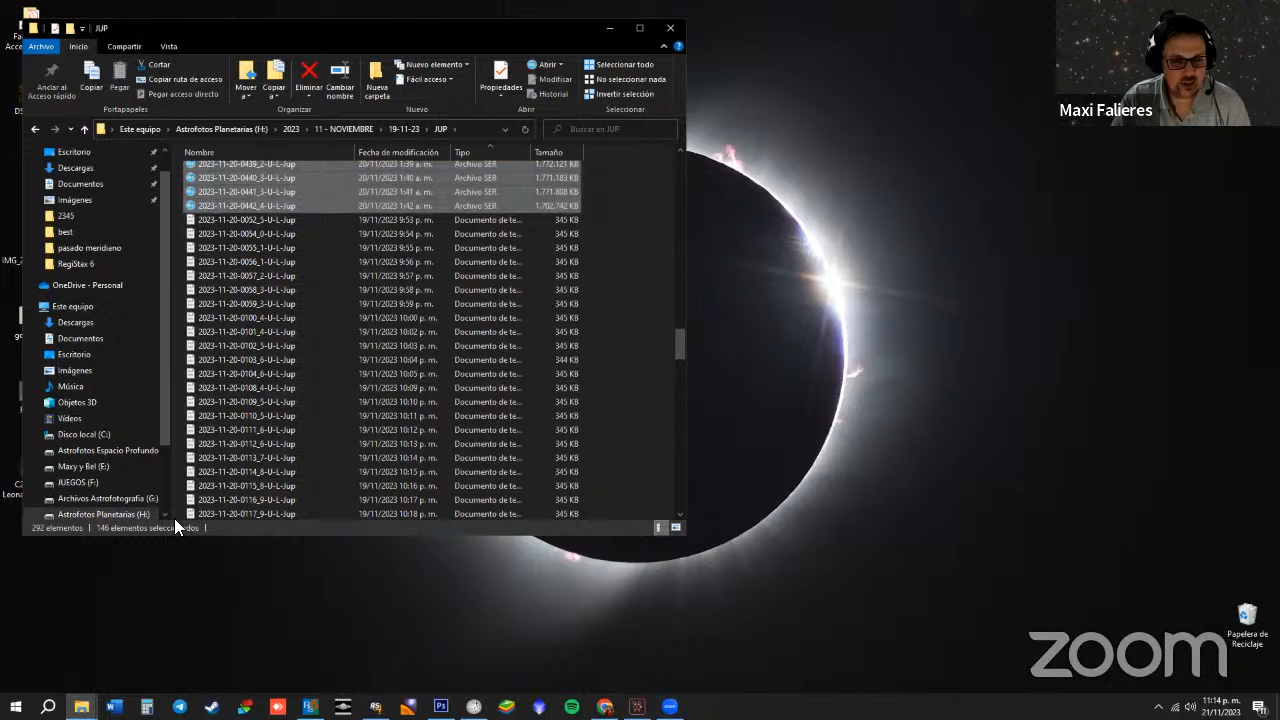 JUP
Archivo Inicio Compartir Vista
Anclar al Acceso rápido
Copiar
Pegar
Cortar
Copiar ruta de acceso
Pegar acceso directo
Portapapeles
Mover a
Copiar a
Eliminar
Cambiar nombre
Organizar
Nueva carpeta
Nuevo elemento
Fácil acceso
Nuevo
Propiedades
Abrir
Modificar
Historial
Abrir
Seleccionar todo
No seleccionar nada
Invertir selección
Seleccionar
Maxi Falieres
Este equipo > Astrofotos Planetarias (H:) > 2023 > 11 - NOVIEMBRE > 19-11-23 > JUP >
Buscar en JUP
Nombre Fecha de modificación Tipo Tamaño
Escritorio
Descargas
Documentos
Imágenes
2345
best
pasado meridiano
RegiStax 6
OneDrive - Personal
Este equipo
Descargas
Documentos
Escritorio
Imágenes
Música
Objetos 3D
Vídeos
Disco local (C:)
Astrofotos Espacio Profundo
Maxy y Bel (E:)
JUEGOS (F:)
Archivos Astrofotografia (G:)
Astrofotos Planetarias (H:)
2023-11-20-0439_2-U-L-Jup 20/11/2023 1:39 a. m. Archivo SER 1.772.121 KB
2023-11-20-0440_3-U-L-Jup 20/11/2023 1:40 a. m. Archivo SER 1.771.183 KB
2023-11-20-0441_3-U-L-Jup 20/11/2023 1:41 a. m. Archivo SER 1.771.808 KB
2023-11-20-0442_4-U-L-Jup 20/11/2023 1:42 a. m. Archivo SER 1.702.742 KB
2023-11-20-0052_5-U-L-Jup 19/11/2023 9:53 p. m. Documento de te... 345 KB
2023-11-20-0054_0-U-L-Jup 19/11/2023 9:54 p. m. Documento de te... 345 KB
2023-11-20-0055_1-U-L-Jup 19/11/2023 9:55 p. m. Documento de te... 345 KB
2023-11-20-0056_1-U-L-Jup 19/11/2023 9:56 p. m. Documento de te... 345 KB
2023-11-20-0057_2-U-L-Jup 19/11/2023 9:57 p. m. Documento de te... 345 KB
2023-11-20-0058_3-U-L-Jup 19/11/2023 9:58 p. m. Documento de te... 345 KB
2023-11-20-0059_3-U-L-Jup 19/11/2023 9:59 p. m. Documento de te... 345 KB
2023-11-20-0100_4-U-L-Jup 19/11/2023 10:00 p. m. Documento de te... 345 KB
2023-11-20-0101_4-U-L-Jup 19/11/2023 10:02 p. m. Documento de te... 345 KB
2023-11-20-0102_5-U-L-Jup 19/11/2023 10:03 p. m. Documento de te... 345 KB
2023-11-20-0103_6-U-L-Jup 19/11/2023 10:04 p. m. Documento de te... 344 KB
2023-11-20-0104_6-U-L-Jup 19/11/2023 10:05 p. m. Documento de te... 345 KB
2023-11-20-0108_4-U-L-Jup 19/11/2023 10:09 p. m. Documento de te... 345 KB
2023-11-20-0109_5-U-L-Jup 19/11/2023 10:10 p. m. Documento de te... 345 KB
2023-11-20-0110_5-U-L-Jup 19/11/2023 10:11 p. m. Documento de te... 345 KB
2023-11-20-0111_6-U-L-Jup 19/11/2023 10:12 p. m. Documento de te... 345 KB
2023-11-20-0112_6-U-L-Jup 19/11/2023 10:13 p. m. Documento de te... 345 KB
2023-11-20-0113_7-U-L-Jup 19/11/2023 10:14 p. m. Documento de te... 345 KB
2023-11-20-0114_8-U-L-Jup 19/11/2023 10:15 p. m. Documento de te... 345 KB
2023-11-20-0115_8-U-L-Jup 19/11/2023 10:16 p. m. Documento de te... 345 KB
2023-11-20-0116_9-U-L-Jup 19/11/2023 10:17 p. m. Documento de te... 345 KB
2023-11-20-0117_9-U-L-Jup 19/11/2023 10:18 p. m. Documento de te... 345 KB
292 elementos 146 elementos seleccionados
Papelera de
Reciclaje
zoom
11:14 p. m.
21/11/2023